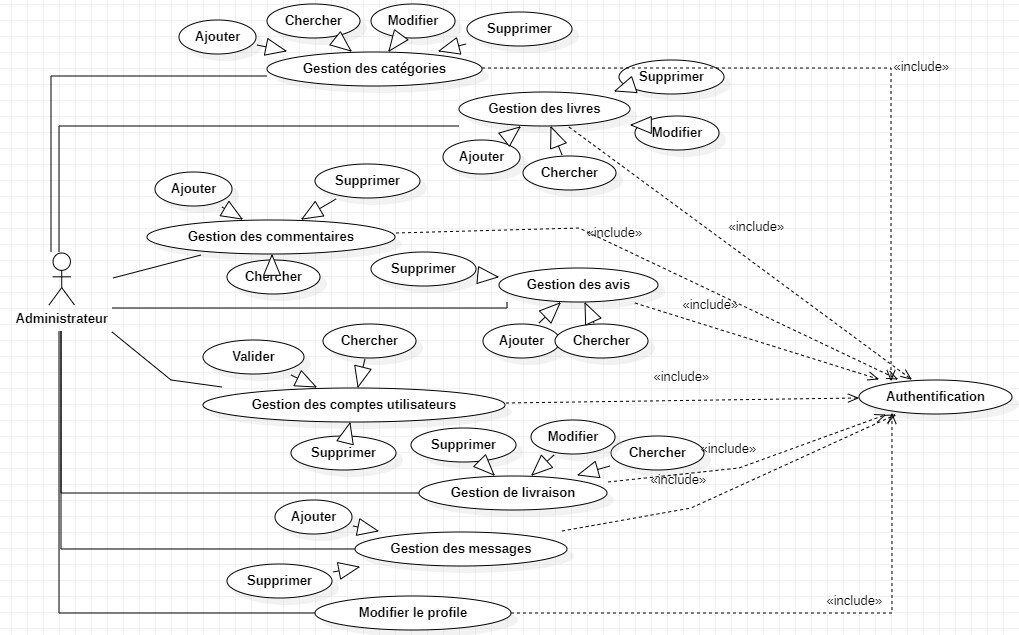 Chercher
Modifier
Ajouter
Supprimer
Gestion des catégories
«include»
Supprimer
Gestion des livres
Modifier
Ajouter
Chercher
Ajouter
Supprimer
«include»
«include»
Gestion des commentaires
Chercher
Supprimer
Gestion des avis
«include»
Administrateur
Ajouter
Chercher
Chercher
Valider
«include»
Authentification
Gestion des comptes utilisateurs
Supprimer
Supprimer
Modifier
Chercher
«include»
«include»
Gestion de livraison
Ajouter
Gestion des messages
Supprimer
«include»
Modifier le profile